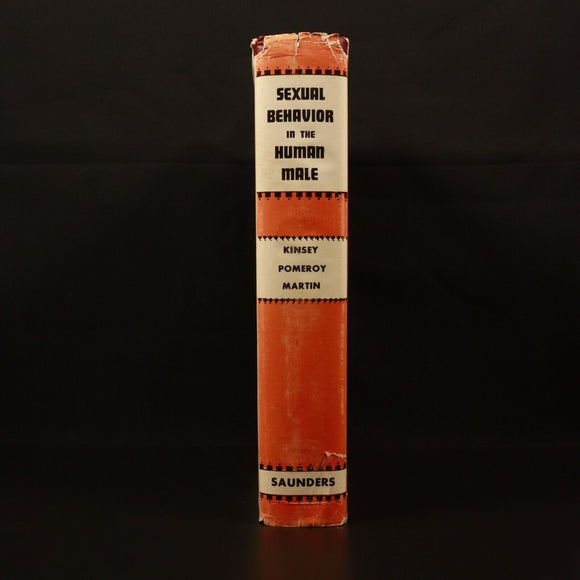 SEXUAL
BEHAVIOR
IN THE
HUMAN
MALE
KINSEY
POMEROY
MARTIN
SAUNDERS